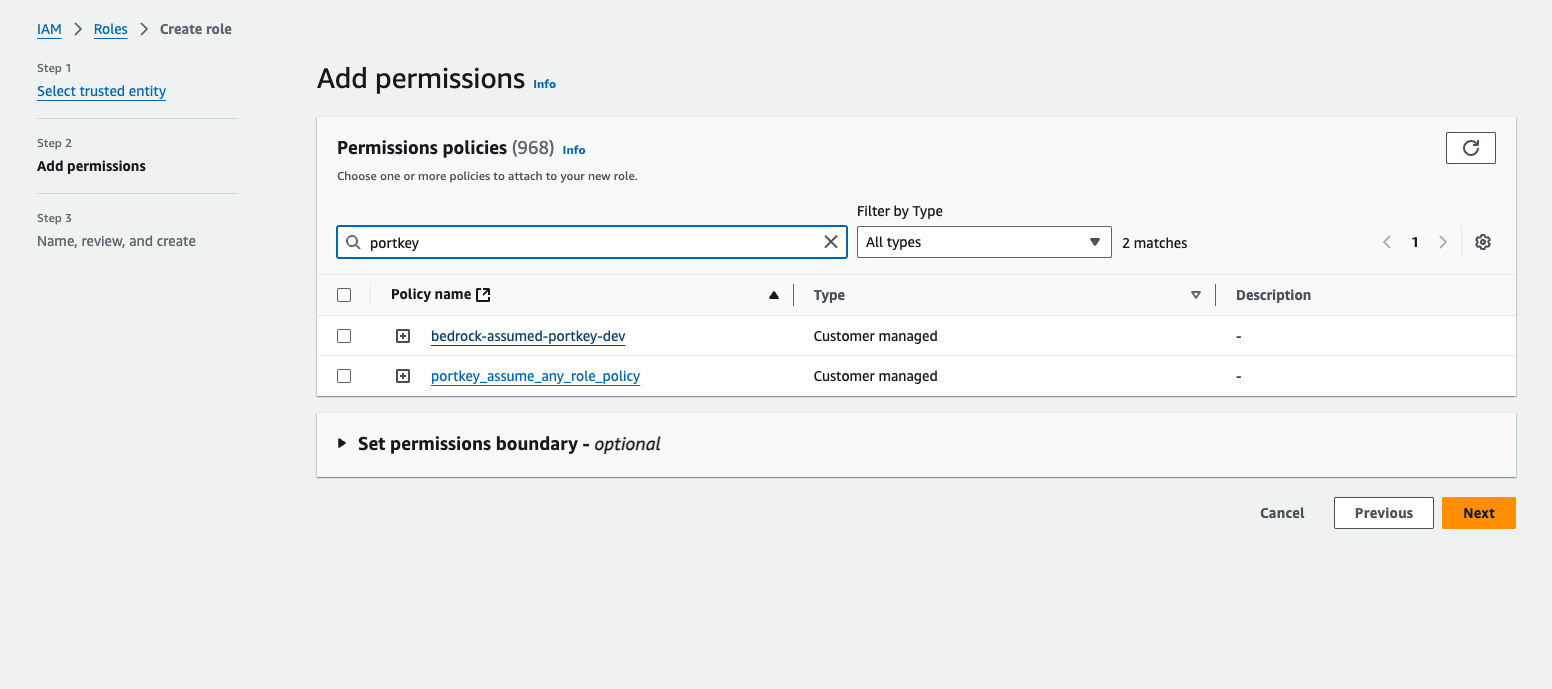 IAM > Roles > Create role
Step 1
Select trusted entity
Step 2
Add permissions
Step 3
Name, review, and create
Add permissions Info
Permissions policies (968) Info
Choose one or more policies to attach to your new role.
Filter by Type
portkey All types 2 matches 1
Policy name Type Description
bedrock-assumed-portkey-dev Customer managed -
portkey_assume_any_role_policy Customer managed -
Set permissions boundary - optional
Cancel Previous Next